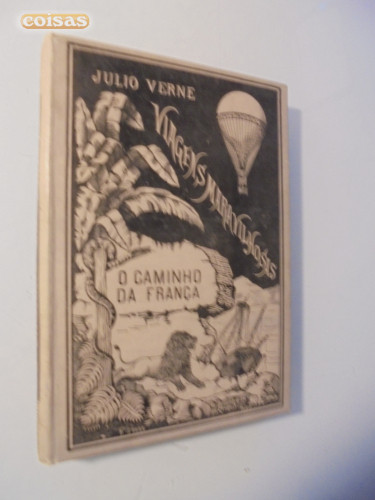 coisas
JULIO VERNE
VIAGENS MARAVILHOSAS
O CAMINHO
DA FRANÇA